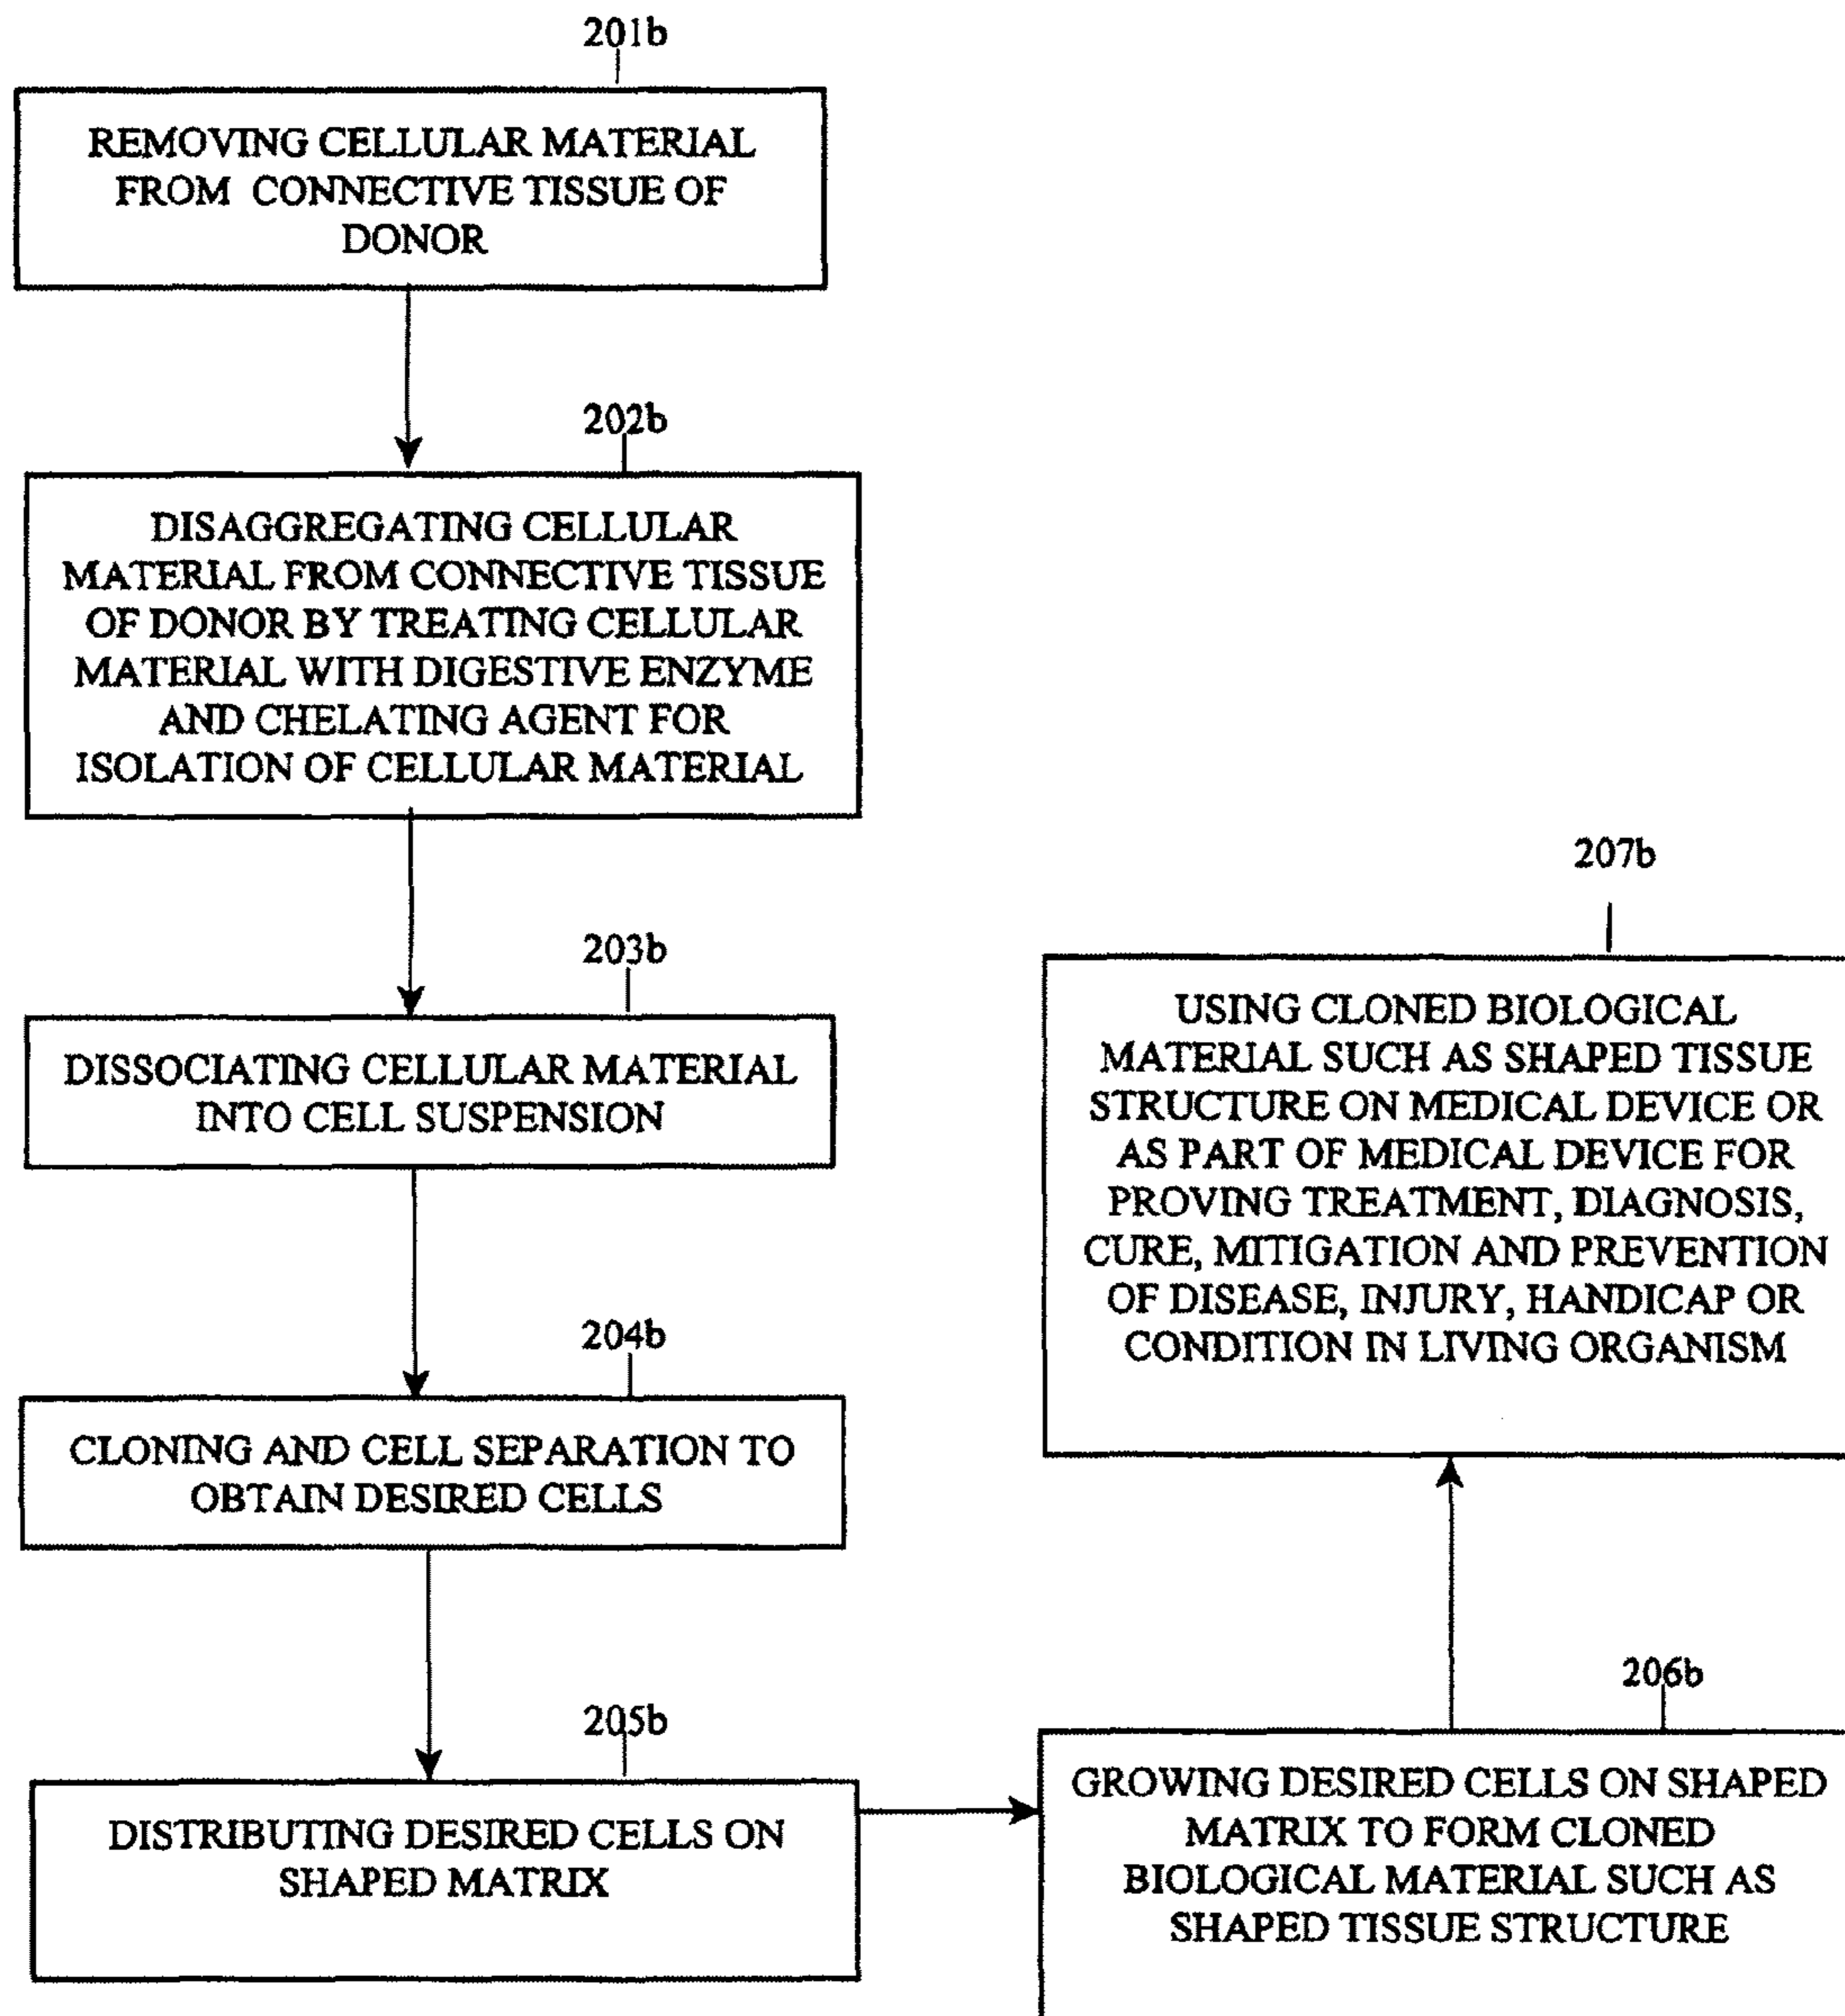 201b
REMOVING CELLULAR MATERIAL
FROM CONNECTIVE TISSUE OF
DONOR
202b
DISAGGREGATING CELLULAR
MATERIAL FROM CONNECTIVE TISSUE
OF DONOR BY TREATING CELLULAR
MATERIAL WITH DIGESTIVE ENZYME
AND CHELATING AGENT FOR
ISOLATION OF CELLULAR MATERIAL
203b
DISSOCIATING CELLULAR MATERIAL
INTO CELL SUSPENSION
204b
CLONING AND CELL SEPARATION TO
OBTAIN DESIRED CELLS
205b
DISTRIBUTING DESIRED CELLS ON
SHAPED MATRIX
206b
GROWING DESIRED CELLS ON SHAPED
MATRIX TO FORM CLONED
BIOLOGICAL MATERIAL SUCH AS
SHAPED TISSUE STRUCTURE
207b
USING CLONED BIOLOGICAL
MATERIAL SUCH AS SHAPED TISSUE
STRUCTURE ON MEDICAL DEVICE OR
AS PART OF MEDICAL DEVICE FOR
PROVING TREATMENT, DIAGNOSIS,
CURE, MITIGATION AND PREVENTION
OF DISEASE, INJURY, HANDICAP OR
CONDITION IN LIVING ORGANISM